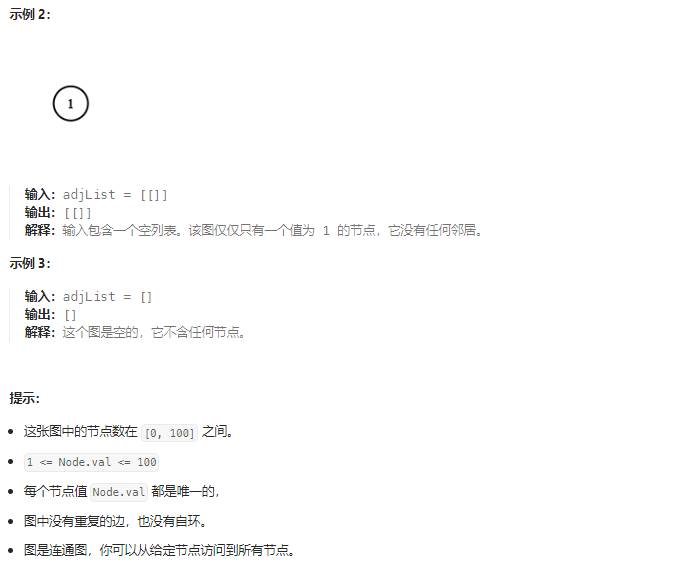 示例 2：
1
输入：adjList = [[]]
输出：[[]]
解释：输入包含一个空列表。该图仅仅只有一个值为 1 的节点，它没有任何邻居。
示例 3：
输入：adjList = []
输出：[]
解释：这个图是空的，它不含任何节点。
提示：
这张图中的节点数在 [0, 100] 之间。
1 <= Node.val <= 100
每个节点值 Node.val 都是唯一的，
图中没有重复的边，也没有自环。
图是连通图，你可以从给定节点访问到所有节点。